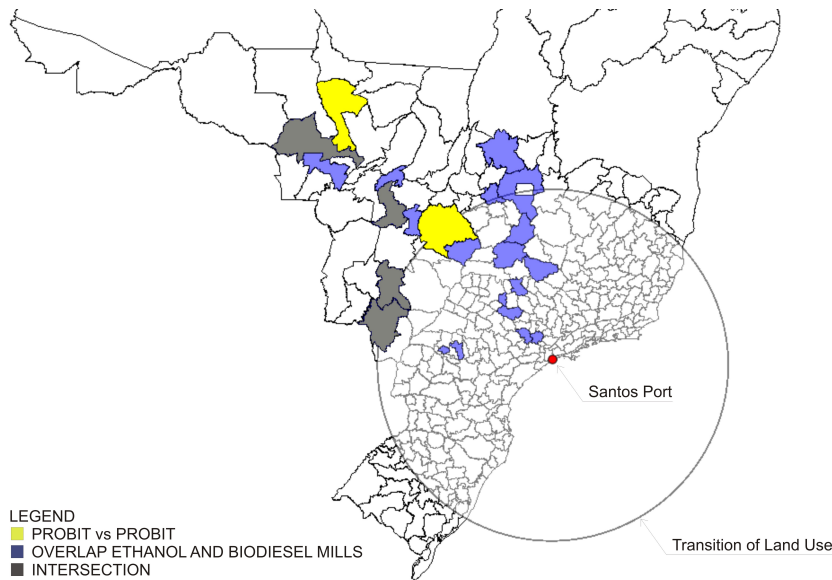 Santos Port
LEGEND
PROBIT vs PROBIT
OVERLAP ETHANOL AND BIODIESEL MILLS
INTERSECTION
Transition of Land Use